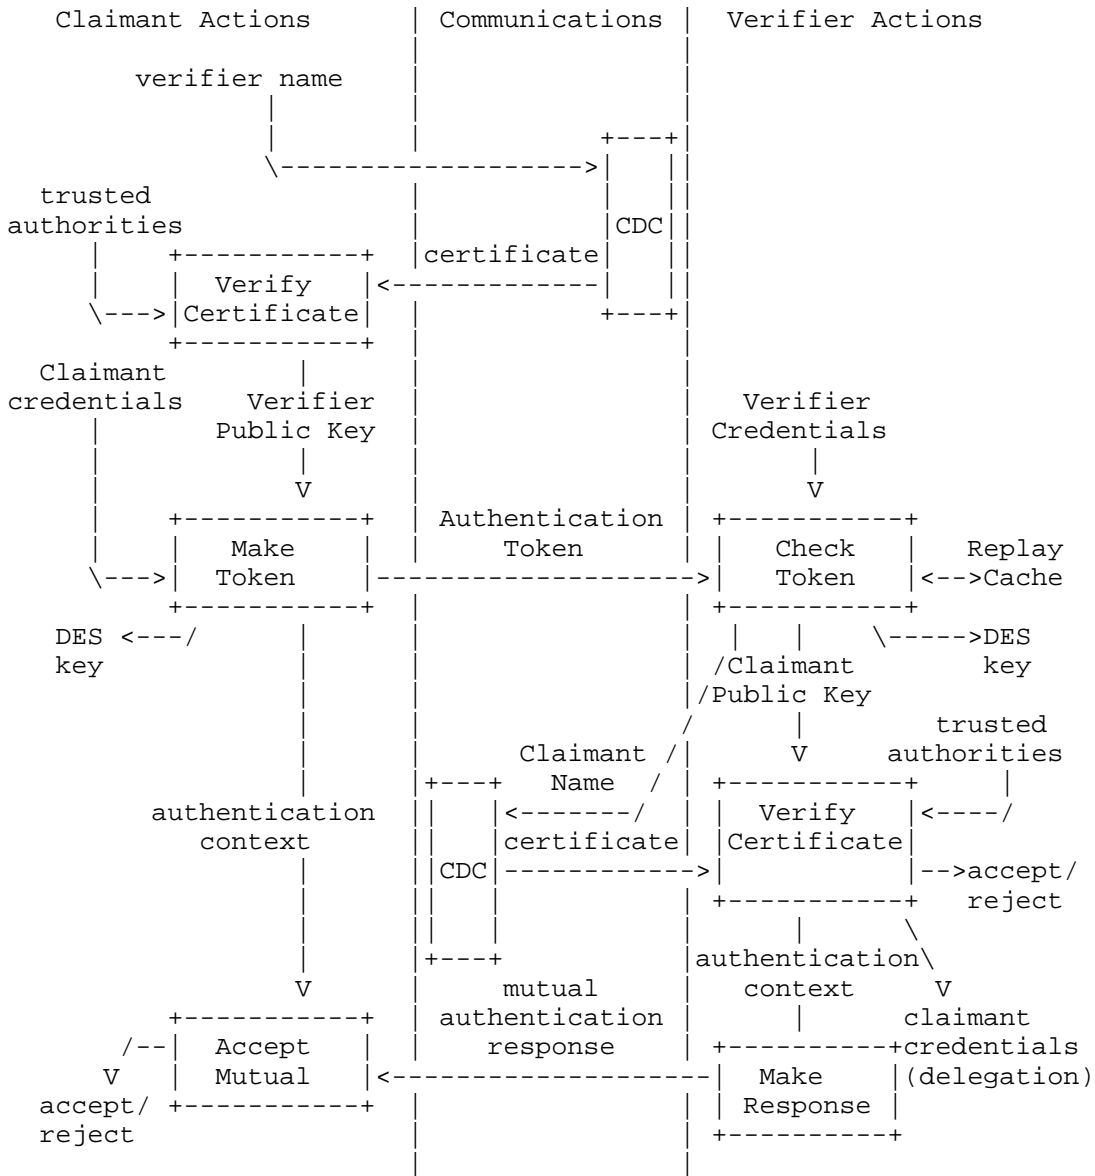 Claimant Actions | Communications | Verifier Actions
verifier name
trusted
authorities
CDC
certificate
Verify
Certificate
Claimant
credentials
Verifier
Public Key
Verifier
Credentials
V
V
Authentication
Token
Make
Token
Check
Token
Replay
Cache
DES
key
DES
key
Claimant
Public Key
trusted
authorities
V
Claimant
Name
authentication
context
certificate
CDC
Verify
Certificate
accept/
reject
authentication
context
V
V
mutual
authentication
response
claimant
credentials
(delegation)
Accept
Mutual
Make
Response
V
accept/
reject